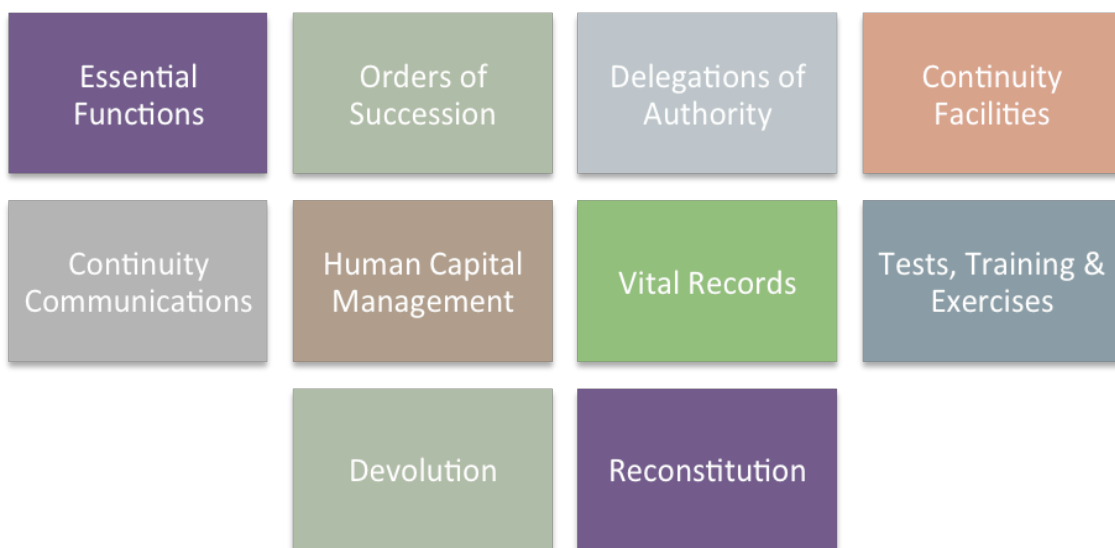 Essential
Functions
Orders of
Succession
Delegations of
Authority
Continuity
Facilities
Continuity
Communications
Human Capital
Management
Vital Records
Tests, Training &
Exercises
Devolution
Reconstitution